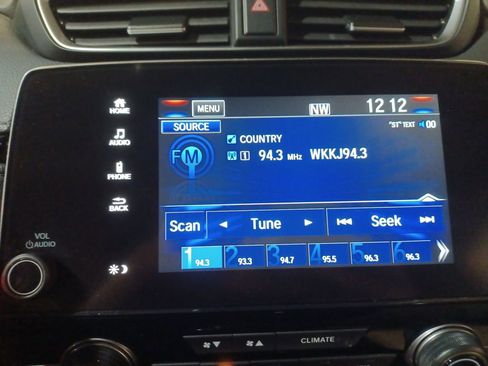 HOME
AUDIO
PHONE
BACK
VOL
AUDIO
MENU
NW
12 12
SOURCE
"ST" TEXT 00
COUNTRY
FM
1 94.3 MHz WKKJ94.3
Scan Tune Seek
1 94.3 2 93.3 3 94.7 4 95.5 5 96.3 6 96.3
CLIMATE